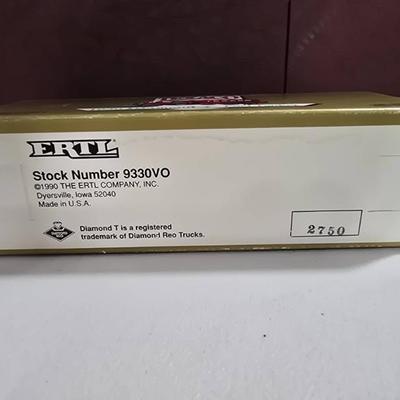 ERTL
Stock Number 9330VO
©1990 THE ERTL COMPANY, INC.
Dyersville, Iowa 52040
Made in U.S.A.
Diamond T is a registered
trademark of Diamond Reo Trucks.
2750